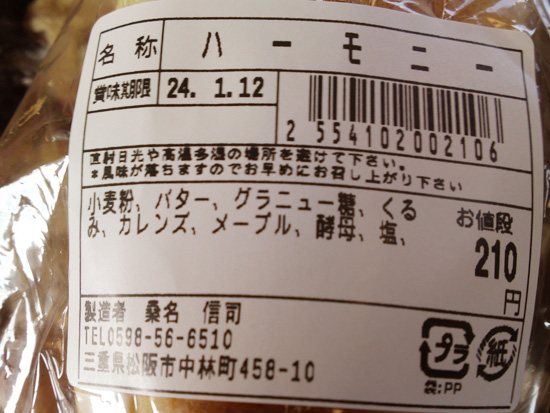 名称 ハーモニー
賞味期限 24. 1.12
2 554102 002106
直射日光や高温多湿の場所を避けて下さい。
*風味が落ちますのでお早めにお召し上がり下さい
小麦粉、バター、グラニュー糖、くる
み、カレンズ、メープル、酵母、塩、
お値段
210
円
製造者 桑名 信司
TEL0598-56-6510
三重県松阪市中林町458-10
プラ
紙
袋:PP